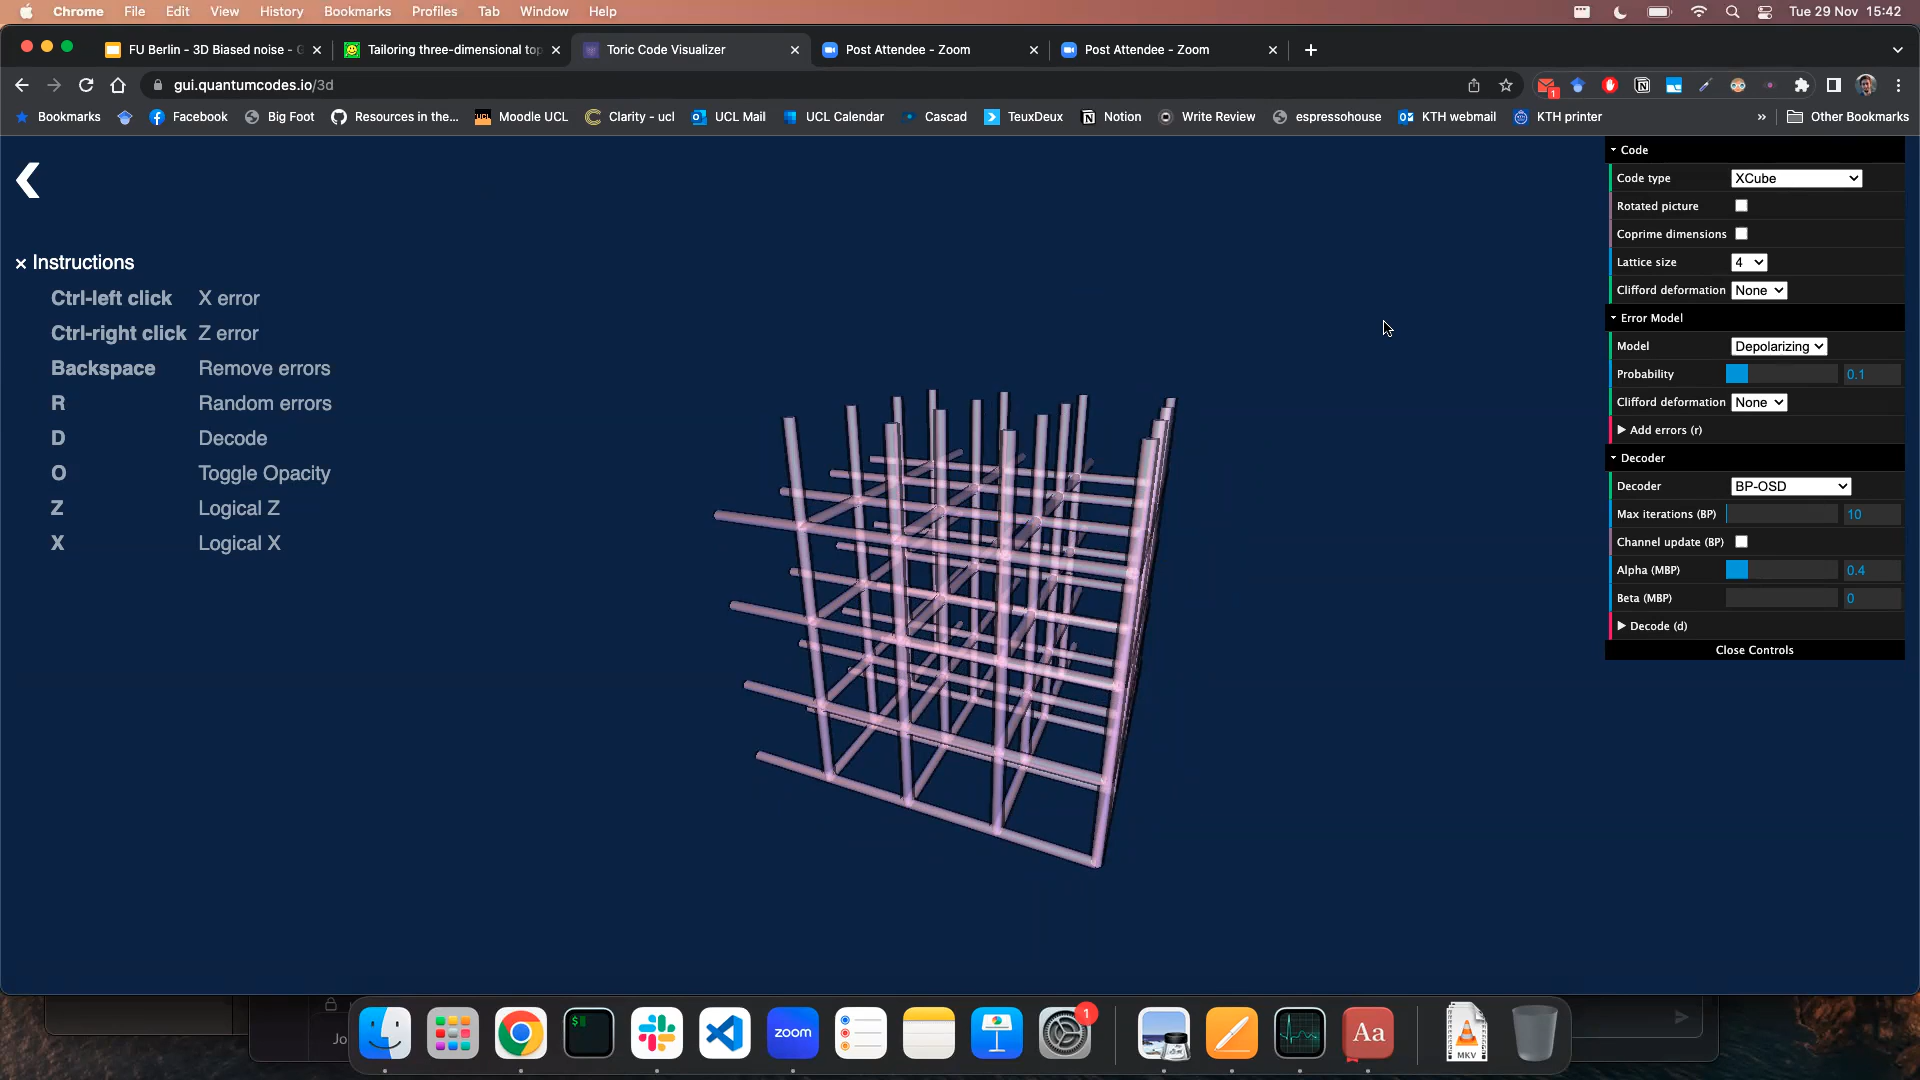 Chrome File Edit View History Bookmarks Profiles Tab Window Help Tue 29 Nov 15:42
FU Berlin - 3D Biased noise - Tailoring three-dimensional top Toric Code Visualizer Post Attendee - Zoom Post Attendee - Zoom
gui.quantumcodes.io/3d 1
Bookmarks Facebook Big Foot Resources in the... Moodle UCL Clarity - ucl UCL Mail UCL Calendar Cascad TeuxDeux Notion Write Review espressohouse KTH webmail KTH printer » Other Bookmarks
Code
Code type XCube
Rotated picture
Coprime dimensions
Lattice size 4
Clifford deformation None
Error Model
Model Depolarizing
Probability 0.1
Clifford deformation None
Add errors (r)
Decoder
Decoder BP-OSD
Max iterations (BP) 10
Channel update (BP)
Alpha (MBP) 0.4
Beta (MBP) 0
Decode (d)
Close Controls
× Instructions
Ctrl-left click X error
Ctrl-right click Z error
Backspace Remove errors
R Random errors
D Decode
O Toggle Opacity
Z Logical Z
X Logical X
Jo
$ zoom 1 Aa MKV